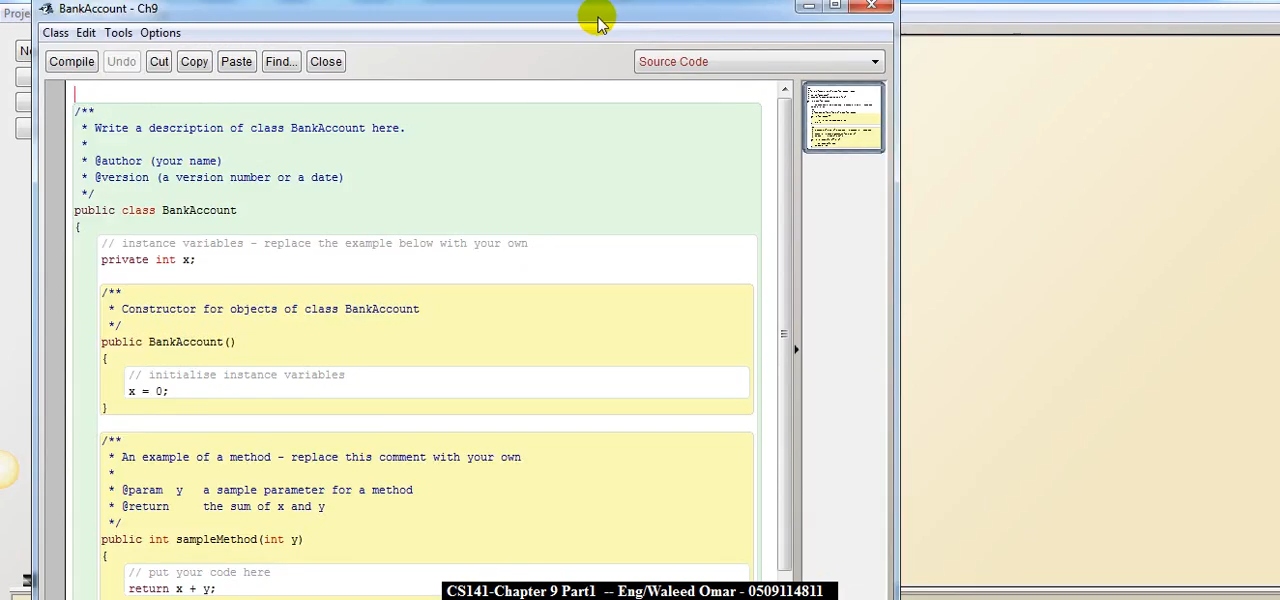 Proje
BankAccount - Ch9
Class Edit Tools Options
Compile Undo Cut Copy Paste Find... Close
Source Code
/**
* Write a description of class BankAccount here.
*
* @author (your name)
* @version (a version number or a date)
*/
public class BankAccount
{
// instance variables - replace the example below with your own
private int x;
/**
* Constructor for objects of class BankAccount
*/
public BankAccount()
{
// initialise instance variables
x = 0;
}
/**
* An example of a method - replace this comment with your own
*
* @param y a sample parameter for a method
* @return the sum of x and y
*/
public int sampleMethod(int y)
{
// put your code here
return x + y;
CS141-Chapter 9 Part1 -- Eng/Waleed Omar - 0509114811